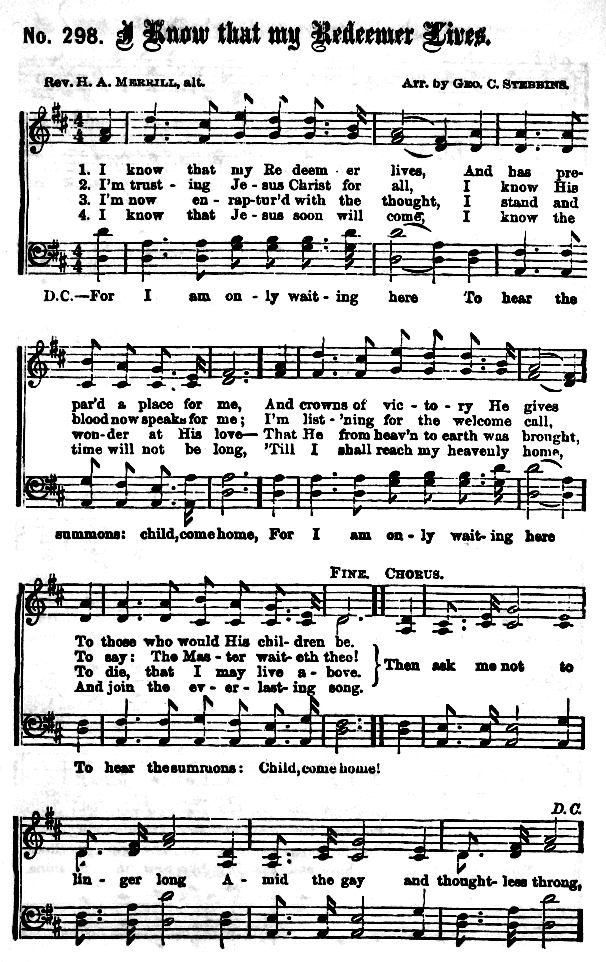 No. 298. I Know that my Redeemer Lives.
Rev. H. A. Merrill, alt. Arr. by Geo. C. Stebbins.
1. I know that my Re deem - er lives, And has pre-
2. I'm trust - ing Je - sus Christ for all, I know His
3. I'm now en - rap-tur'd with the thought, I stand and
4. I know that Je - sus soon will come, I know the
D.C.—For I am on - ly wait - ing here To hear the
par'd a place for me, And crowns of vic - to - ry He gives
blood now speaks for me; I'm list - 'ning for the welcome call,
won - der at His love— That He from heav'n to earth was brought,
time will not be long, 'Till I shall reach my heavenly home,
summons: child, come home, For I am on - ly wait- ing here
Fine. Chorus.
To those who would His chil - dren be.
To say: The Mas - ter wait- eth thee!
To die, that I may live a - bove.
And join the ev - er - last- ing song.
Then ask me not to
To hear the summons: Child, come home!
D.C.
lin - ger long A - mid the gay and thought- less throng,